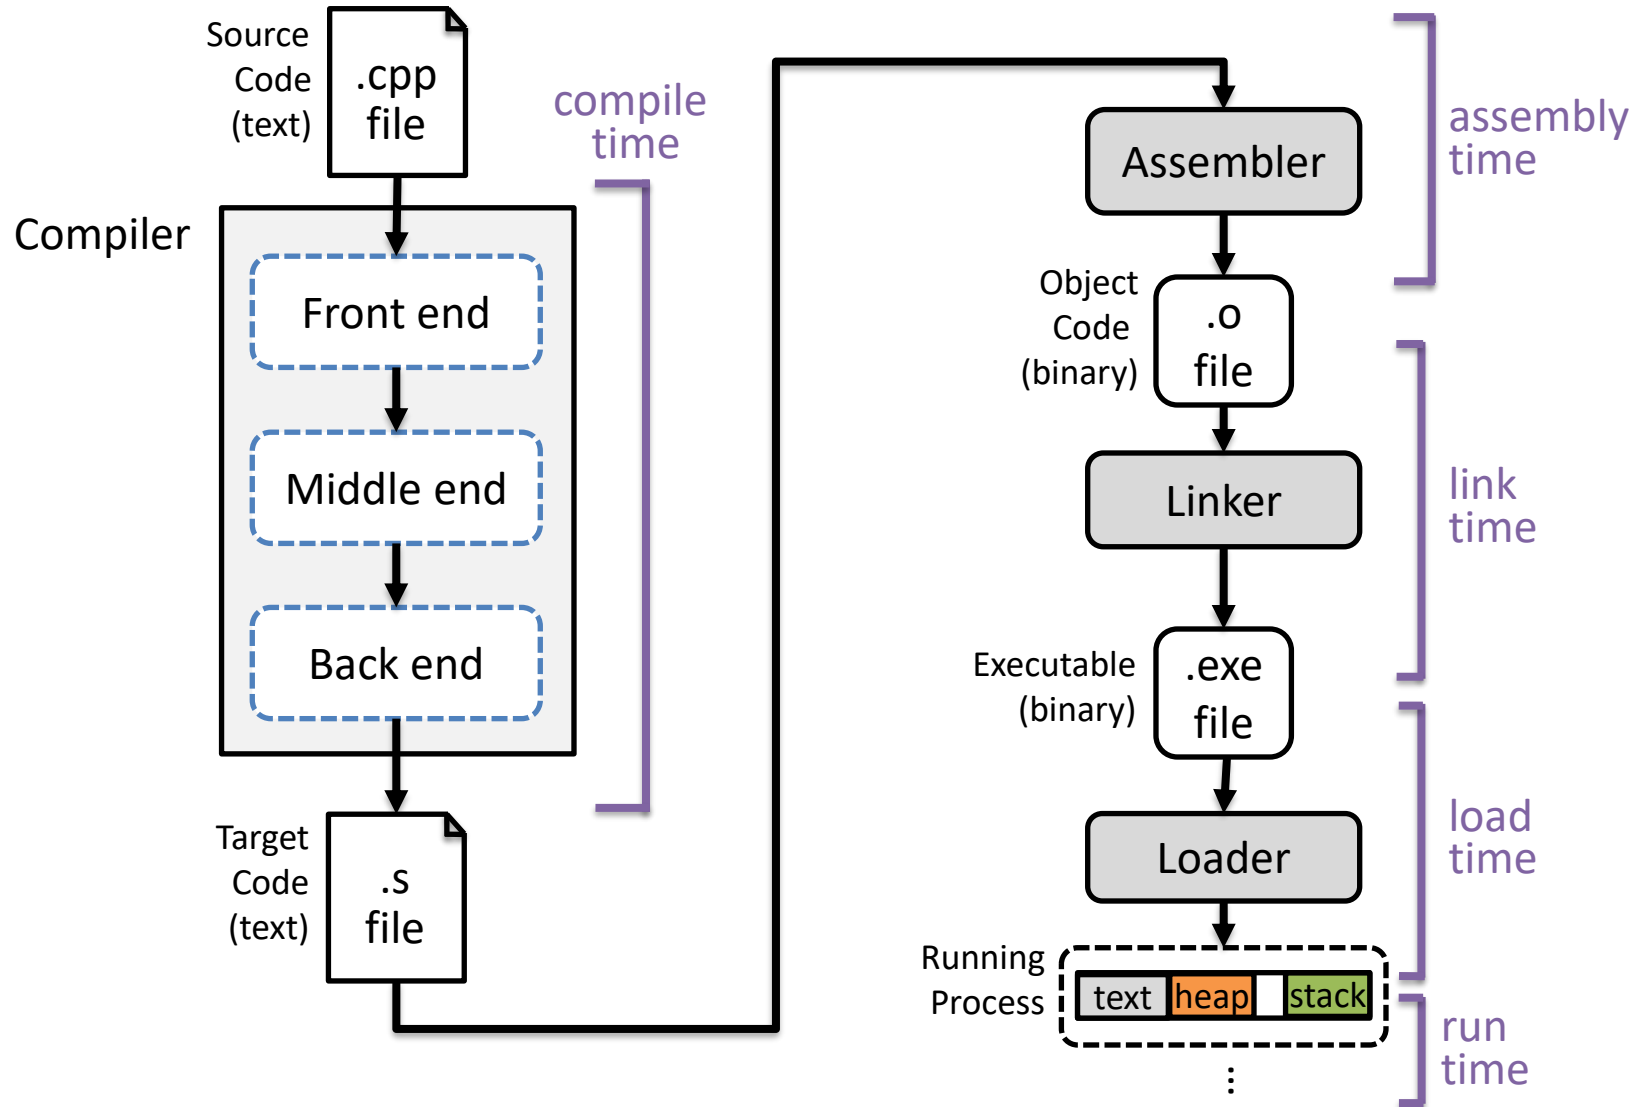 Source
Code
(text)
.cpp
file
compile
time
Compiler
Front end
Middle end
Back end
Target
Code
(text)
.s
file
Assembler
assembly
time
Object
Code
(binary)
.o
file
Linker
link
time
Executable
(binary)
.exe
file
Loader
load
time
Running
Process
text heap stack
run
time
...